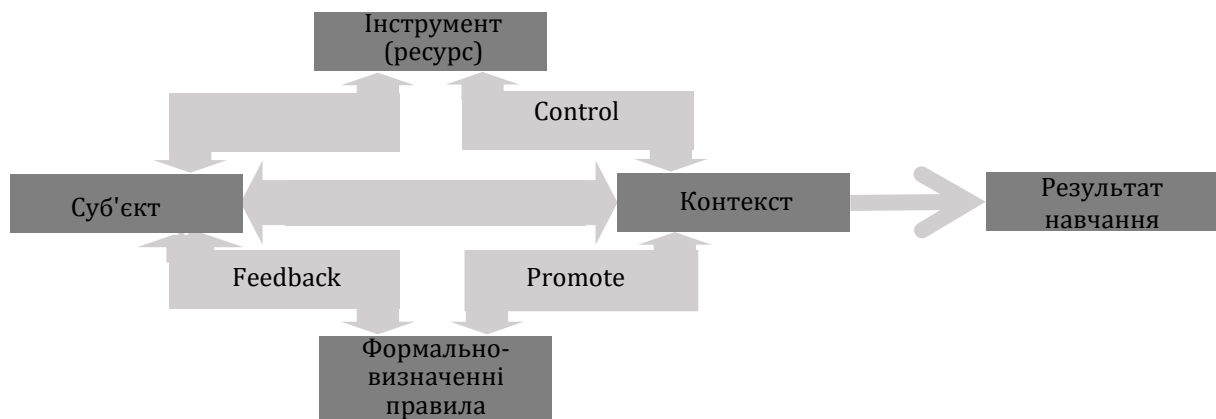 Інструмент
(ресурс)
Control
Суб'єкт
Контекст
Результат
навчання
Feedback
Promote
Формально-
визначенні
правила